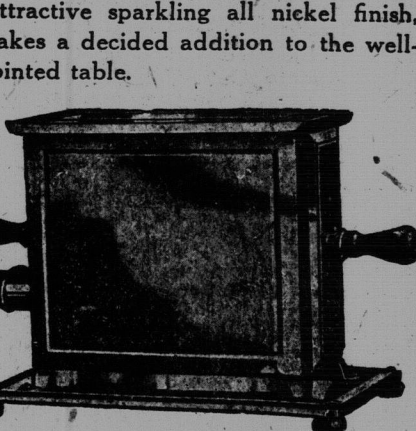 ttractive sparkling all nickel finish,
akes a decided addition to the well-
ointed table.